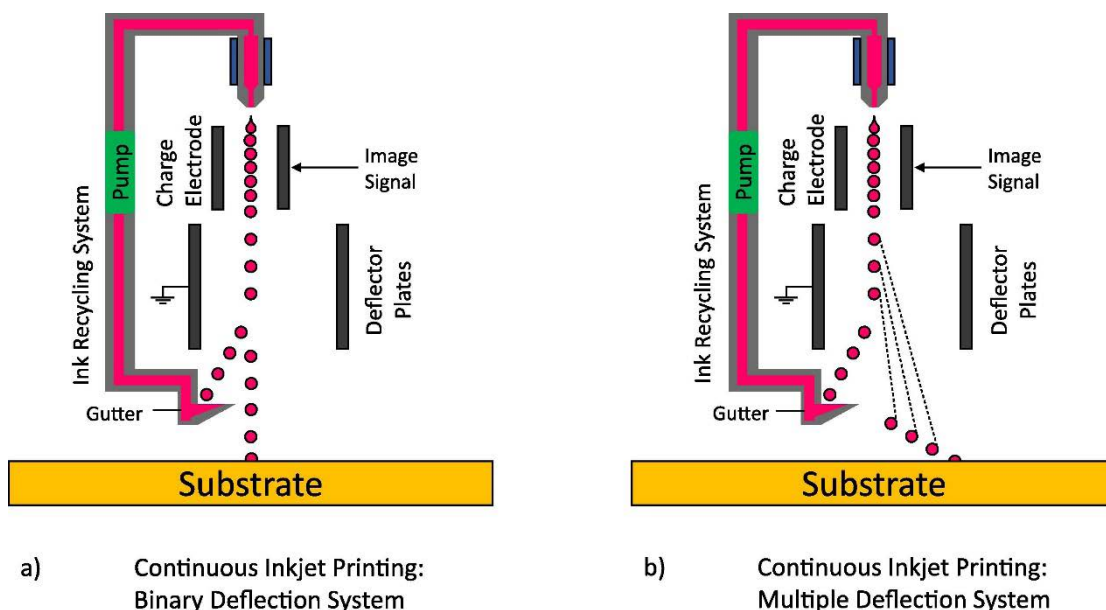 Ink Recycling System
Pump
Charge
Electrode
Image
Signal
Deflector
Plates
Gutter
Substrate
a)
Continuous Inkjet Printing:
Binary Deflection System
Ink Recycling System
Pump
Charge
Electrode
Image
Signal
Deflector
Plates
Gutter
Substrate
b)
Continuous Inkjet Printing:
Multiple Deflection System